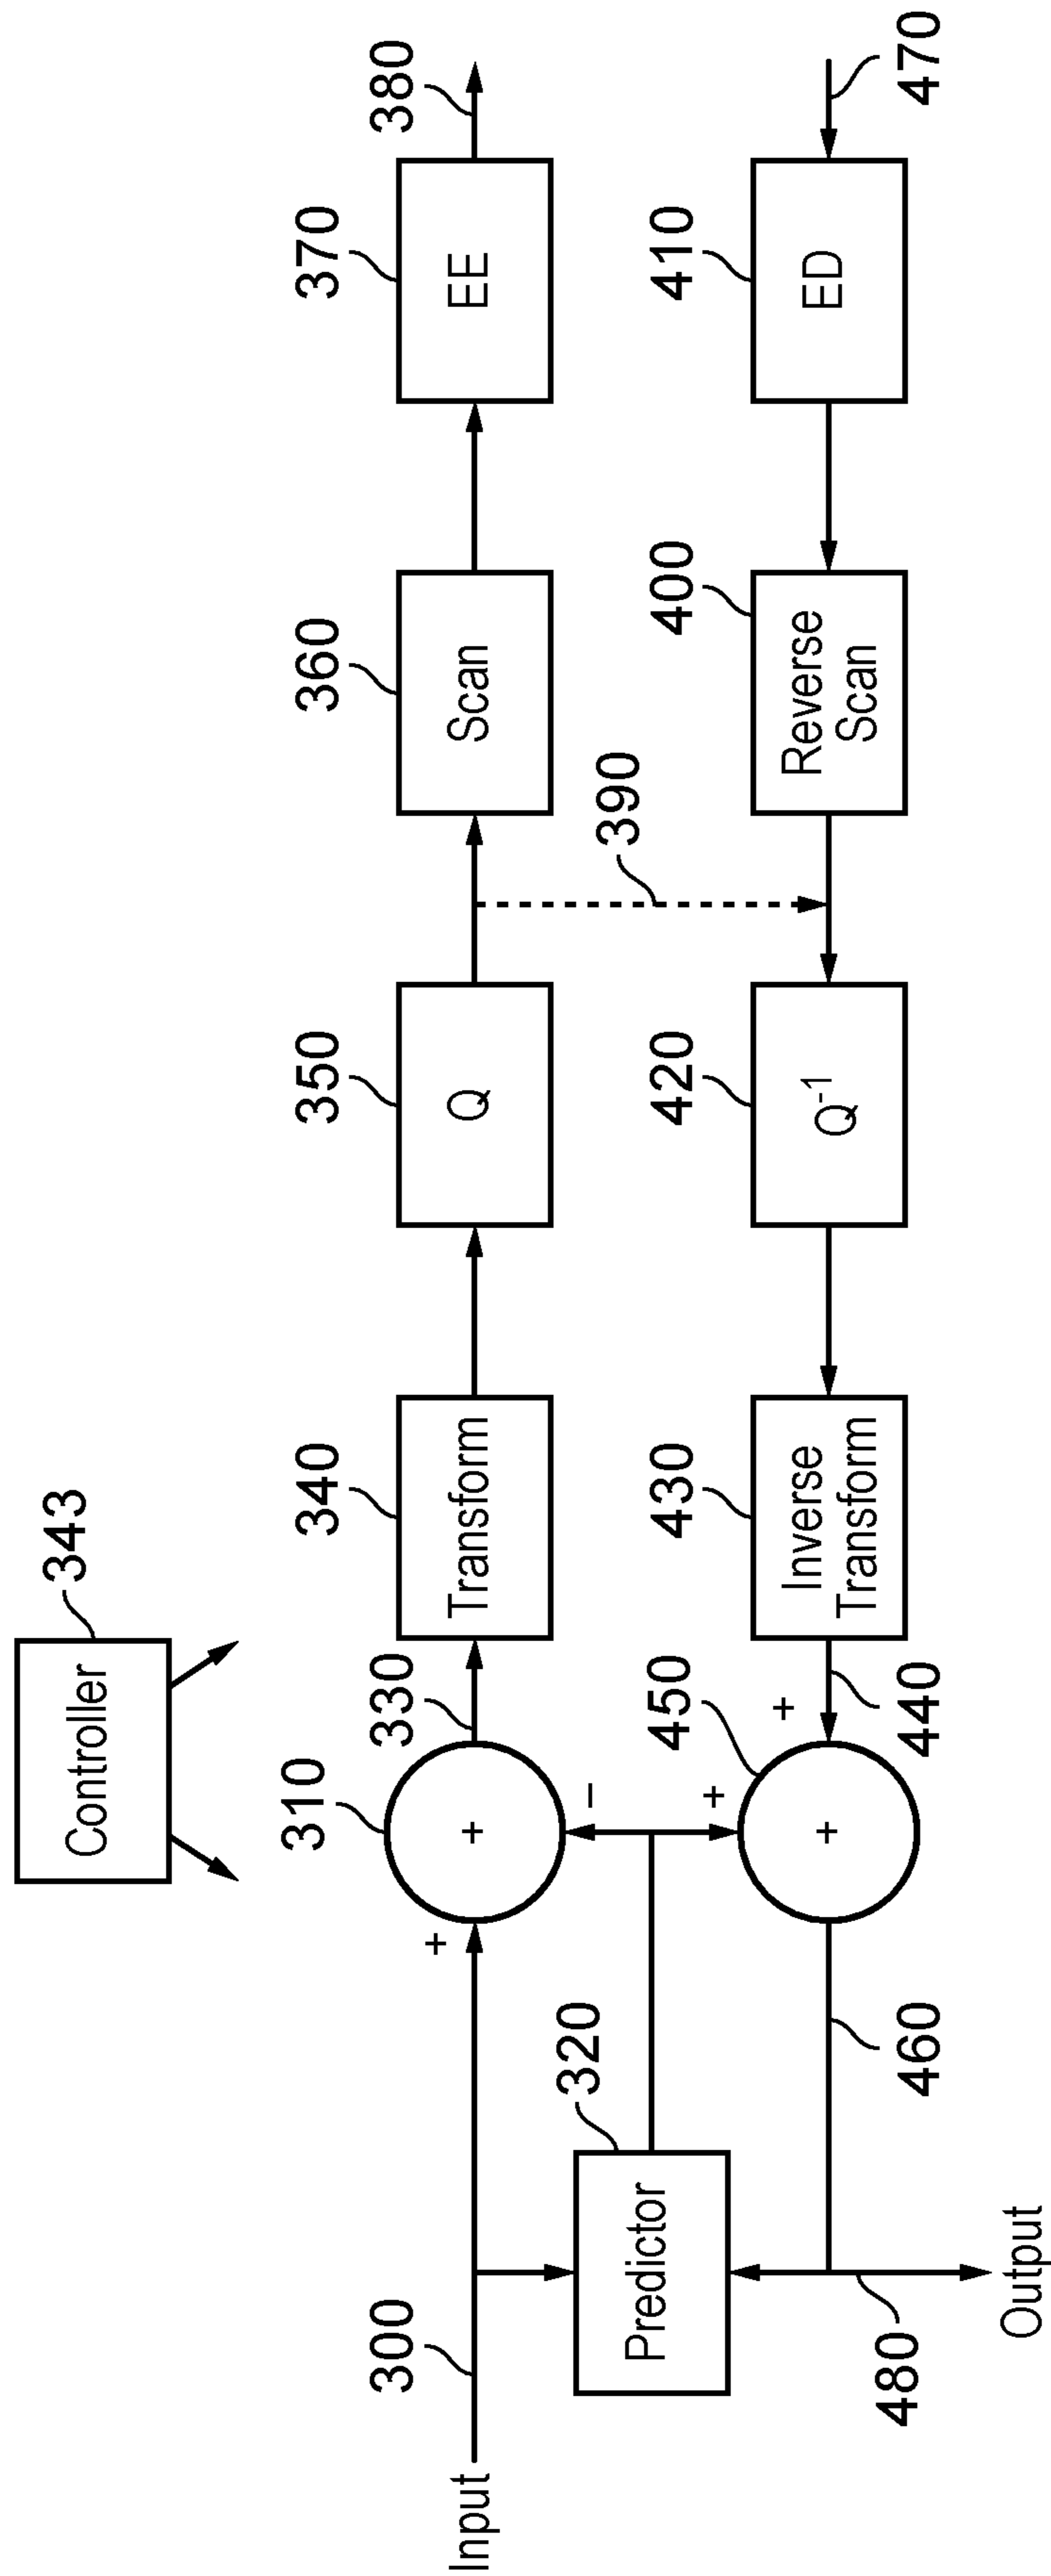 Controller
343
Input
300
+
310
+
330
340
Transform
350
Q
360
Scan
370
EE
380
320
Predictor
−
+
390
450
+
+
440
430
Inverse
Transform
420
Q-1
400
Reverse
Scan
410
ED
470
460
480
Output